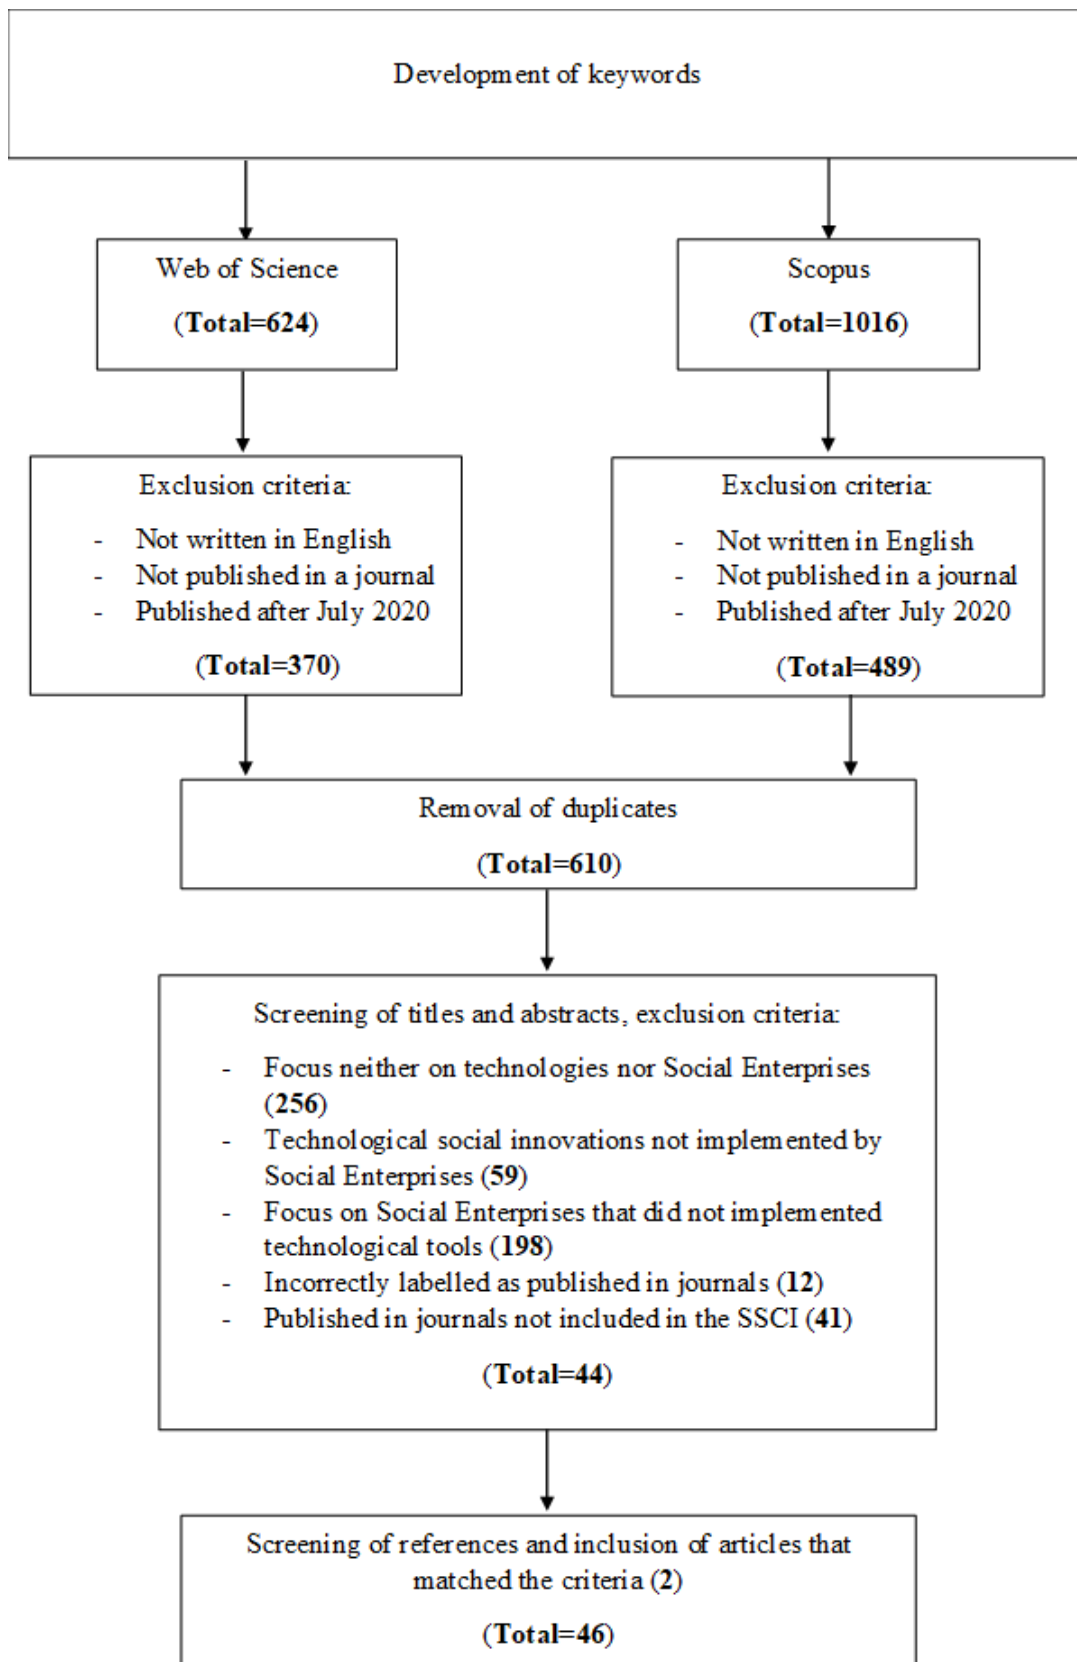 Development of keywords
Web of Science
(Total=624)
Scopus
(Total=1016)
Exclusion criteria:
- Not written in English
- Not published in a journal
- Published after July 2020
(Total=370)
Exclusion criteria:
- Not written in English
- Not published in a journal
- Published after July 2020
(Total=489)
Removal of duplicates
(Total=610)
Screening of titles and abstracts, exclusion criteria:
- Focus neither on technologies nor Social Enterprises
(256)
- Technological social innovations not implemented by
Social Enterprises (59)
- Focus on Social Enterprises that did not implemented
technological tools (198)
- Incorrectly labelled as published in journals (12)
- Published in journals not included in the SSCI (41)
(Total=44)
Screening of references and inclusion of articles that
matched the criteria (2)
(Total=46)